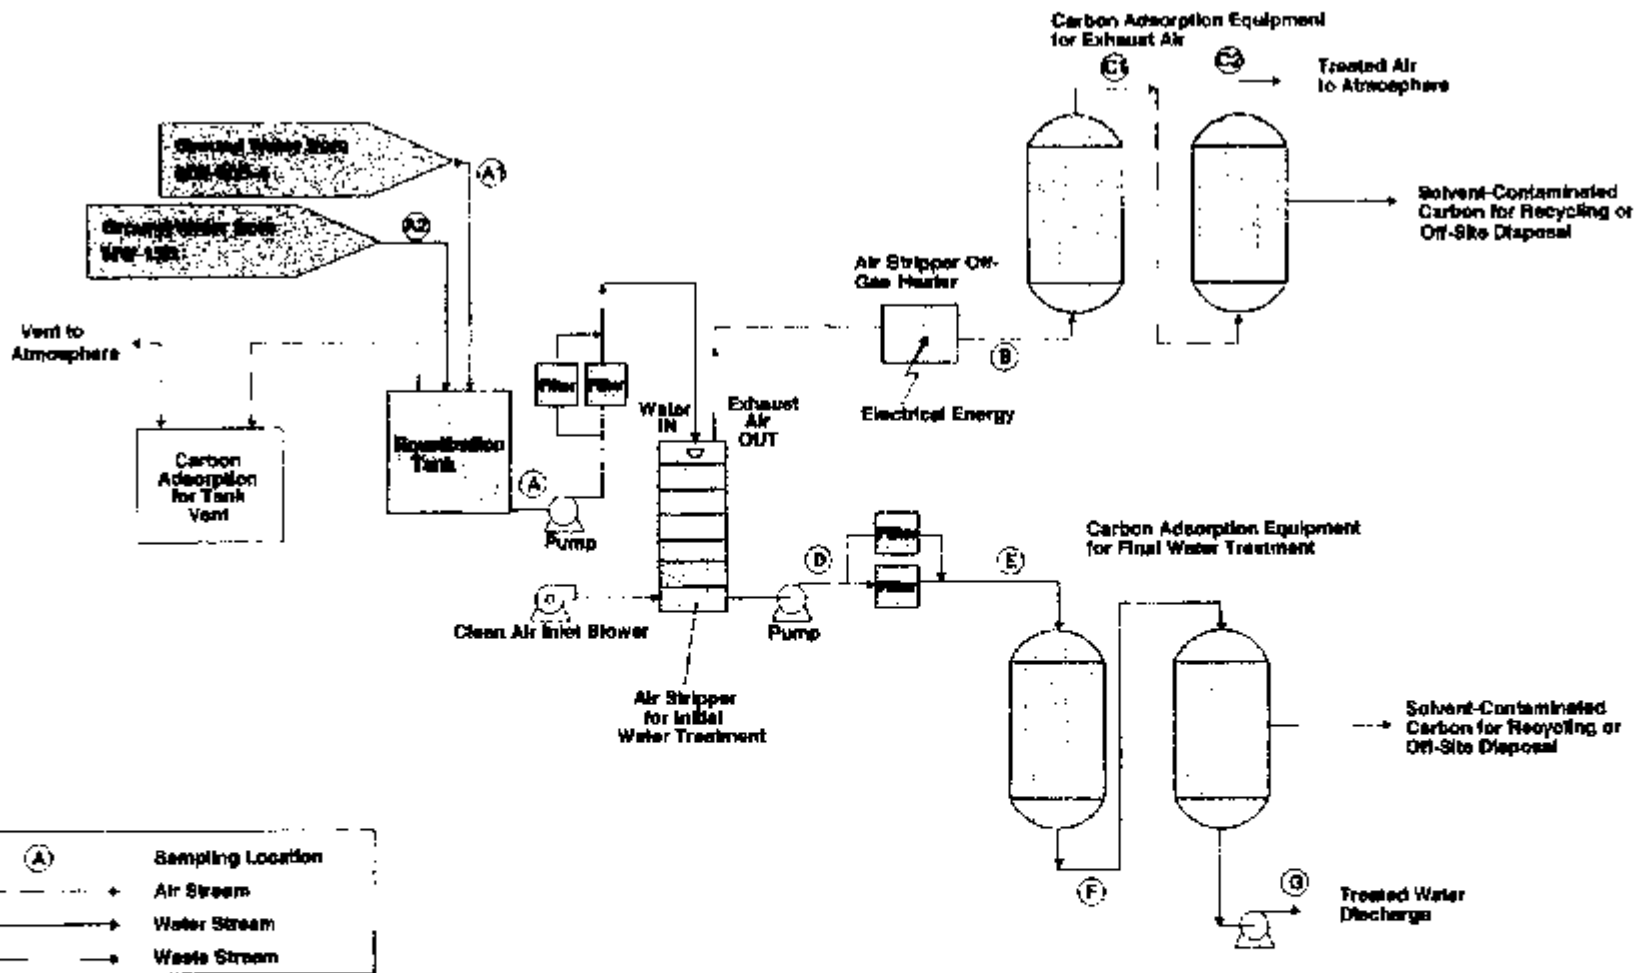 Carbon Adsorption Equipment
for Exhaust Air
C1
C2
Treated Air
to Atmosphere
Ground Water from
A1
Ground Water from
A2
Solvent-Contaminated
Carbon for Recycling or
Off-Site Disposal
Air Stripper Off-
Gas Heater
B
Electrical Energy
Vent to
Atmosphere
Filter
Filter
Water
IN
Exhaust
Air
OUT
Equalization
Tank
Carbon
Adsorption
for Tank
Vent
A
Pump
Clean Air Inlet Blower
D
Pump
Filter
Filter
E
Carbon Adsorption Equipment
for Final Water Treatment
Air Stripper
for Initial
Water Treatment
Solvent-Contaminated
Carbon for Recycling or
Off-Site Disposal
F
G
Treated Water
Discharge
A
Sampling Location
Air Stream
Water Stream
Waste Stream